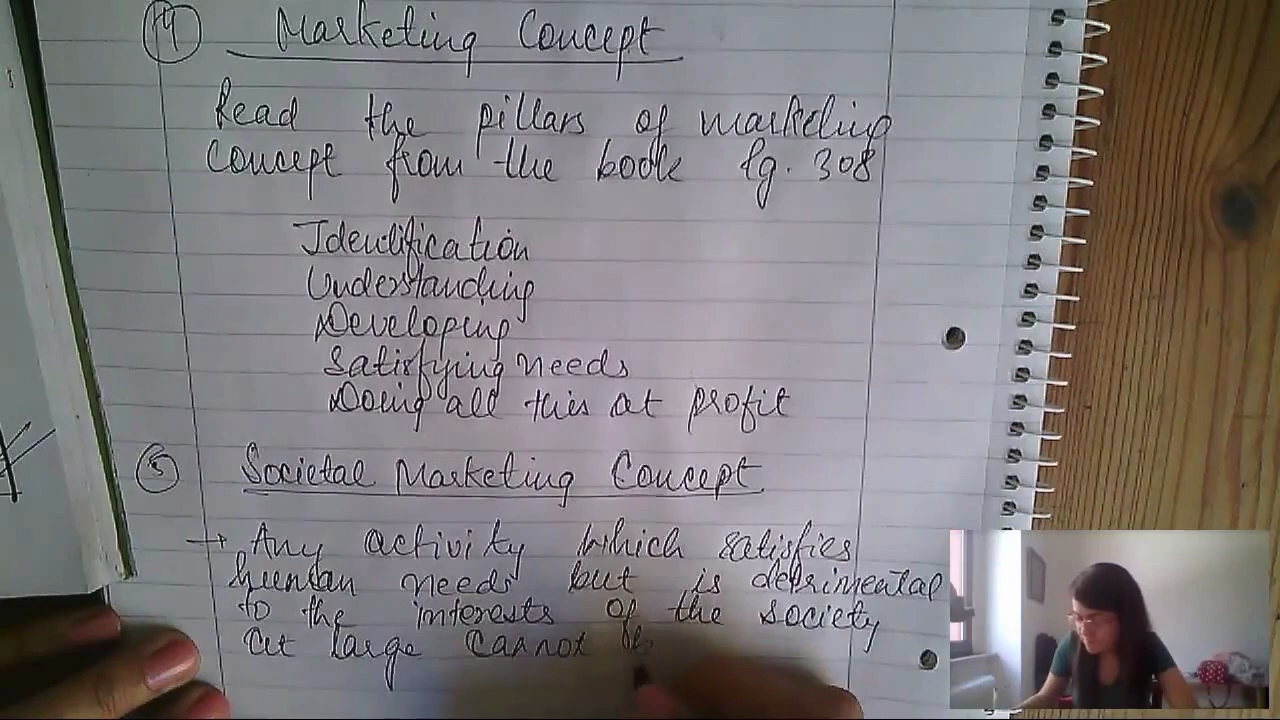 ④ Marketing Concept
Read the pillars of marketing
concept from the book Pg. 308
Identification
Understanding
Developing
Satisfying needs
Doing all this at profit
⑤ Societal Marketing Concept
→ Any activity which satisfies
human needs but is detrimental
to the interests of the society
at large cannot b